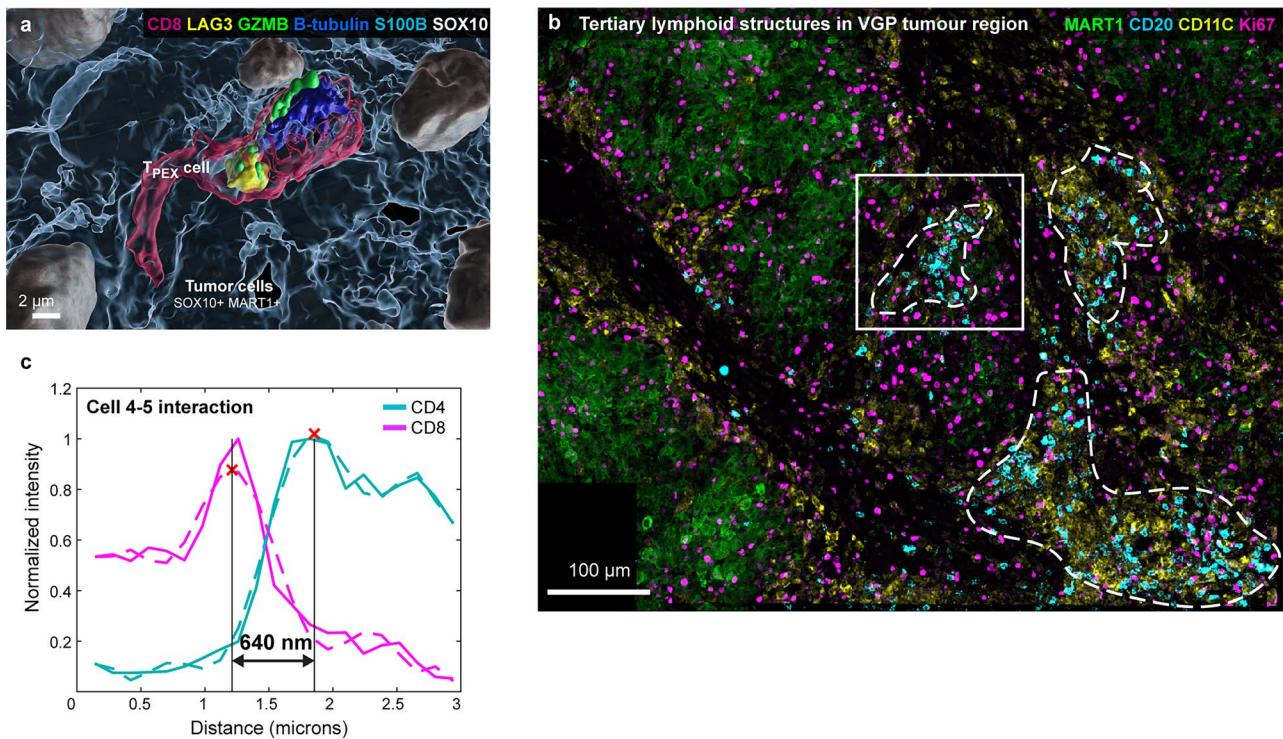 a
CD8 LAG3 GZMB B-tubulin S100B SOX10
T PEX cell
Tumor cells
SOX10+ MART1+
2 μm
b
Tertiary lymphoid structures in VGP tumour region
MART1 CD20 CD11C Ki67
100 μm
c
Cell 4-5 interaction
CD4
CD8
Normalized intensity
1.2
1
0.8
0.6
0.4
0.2
640 nm
0 0.5 1 1.5 2 2.5 3
Distance (microns)